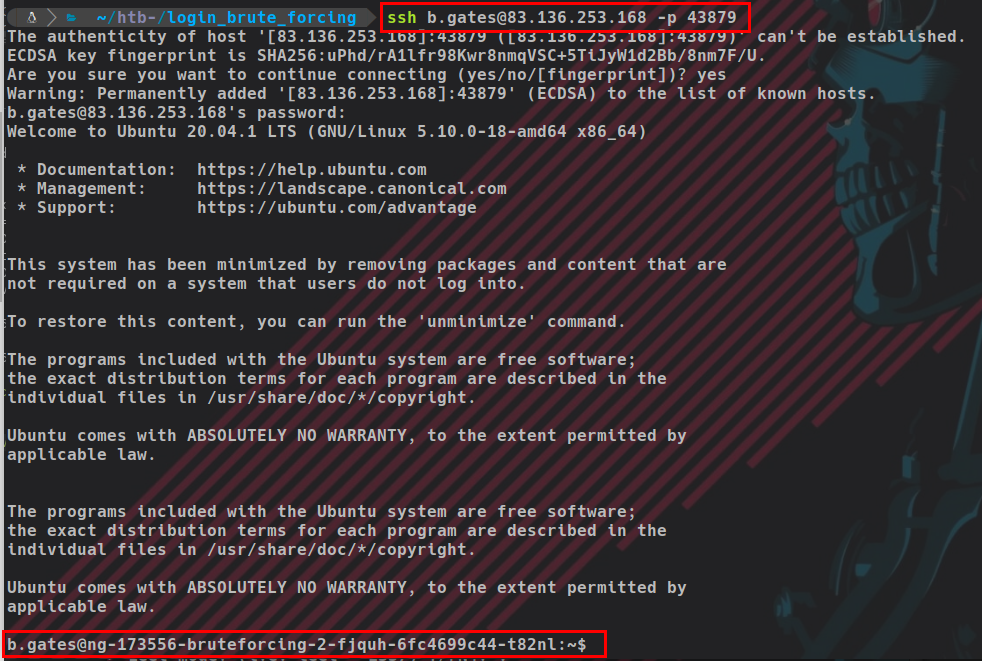 ~/htb-/login_brute_forcing ssh b.gates@83.136.253.168 -p 43879
The authenticity of host '[83.136.253.168]:43879 ([83.136.253.168]:43879)' can't be established.
ECDSA key fingerprint is SHA256:uPhd/rA1lfr98Kwr8nmqVSC+5TiJyW1d2Bb/8nm7F/U.
Are you sure you want to continue connecting (yes/no/[fingerprint])? yes
Warning: Permanently added '[83.136.253.168]:43879' (ECDSA) to the list of known hosts.
b.gates@83.136.253.168's password:
Welcome to Ubuntu 20.04.1 LTS (GNU/Linux 5.10.0-18-amd64 x86_64)
* Documentation: https://help.ubuntu.com
* Management: https://landscape.canonical.com
* Support: https://ubuntu.com/advantage
This system has been minimized by removing packages and content that are
not required on a system that users do not log into.
To restore this content, you can run the 'unminimize' command.
The programs included with the Ubuntu system are free software;
the exact distribution terms for each program are described in the
individual files in /usr/share/doc/*/copyright.
Ubuntu comes with ABSOLUTELY NO WARRANTY, to the extent permitted by
applicable law.
The programs included with the Ubuntu system are free software;
the exact distribution terms for each program are described in the
individual files in /usr/share/doc/*/copyright.
Ubuntu comes with ABSOLUTELY NO WARRANTY, to the extent permitted by
applicable law.
b.gates@ng-173556-bruteforcing-2-fjquh-6fc4699c44-t82nl:~$